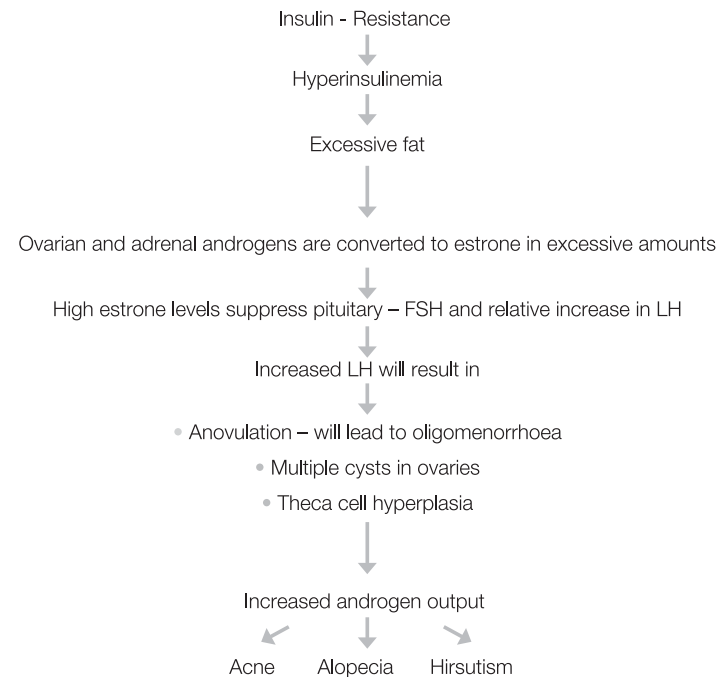 Insulin - Resistance
Hyperinsulinemia
Excessive fat
Ovarian and adrenal androgens are converted to estrone in excessive amounts
High estrone levels suppress pituitary – FSH and relative increase in LH
Increased LH will result in
• Anovulation – will lead to oligomenorrhoea
• Multiple cysts in ovaries
• Theca cell hyperplasia
Increased androgen output
Acne Alopecia Hirsutism